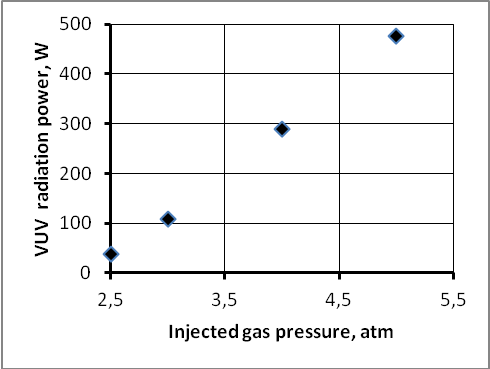 500
400
300
200
100
0
VUV radiation power, W
2,5 3,5 4,5 5,5
Injected gas pressure, atm